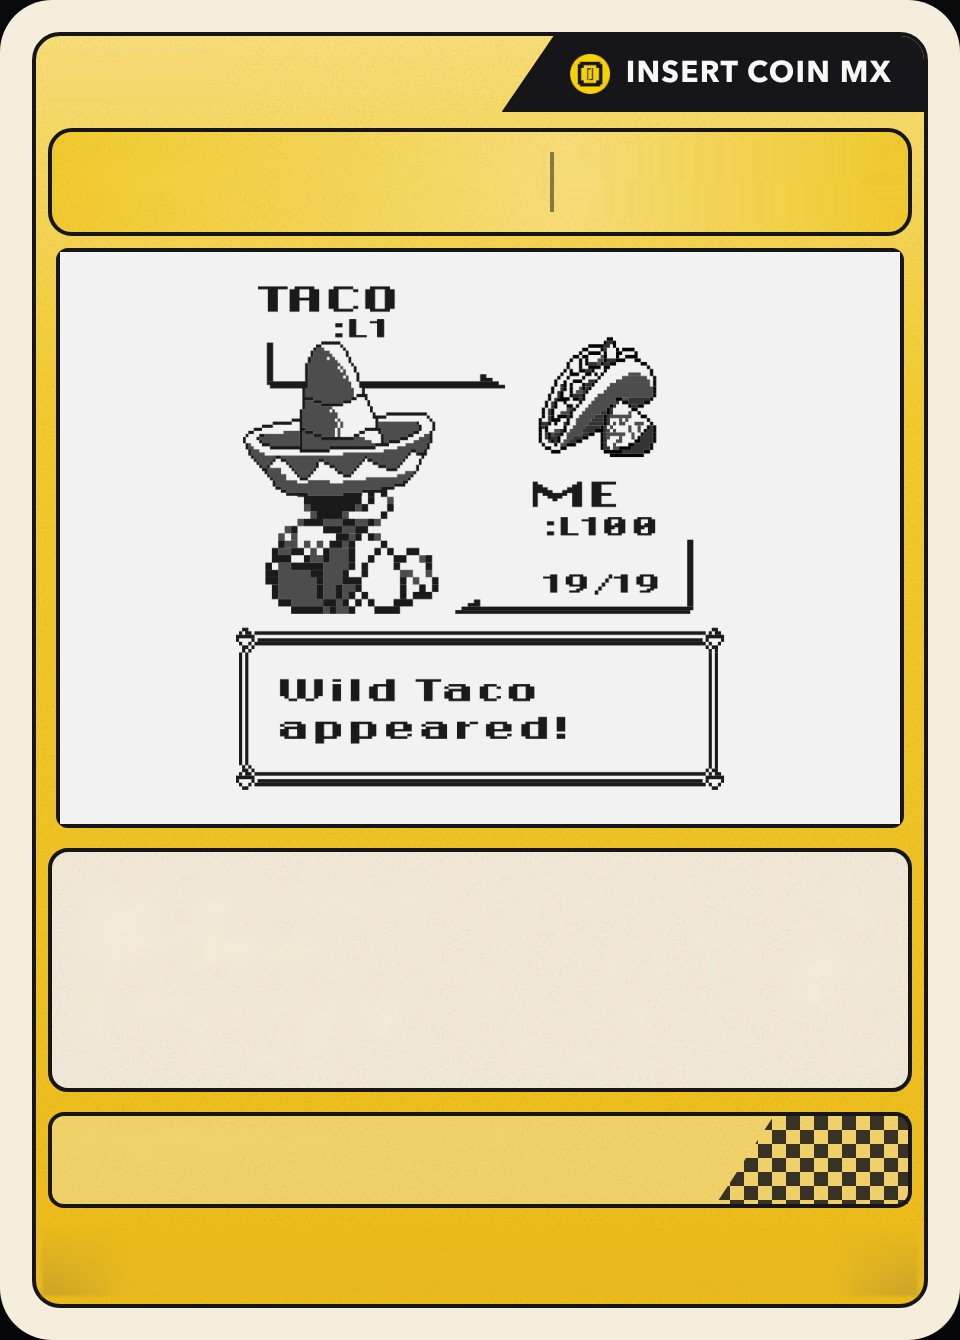 INSERT COIN MX
TACO
:L1
ME
:L100
19/19
Wild Taco
appeared!